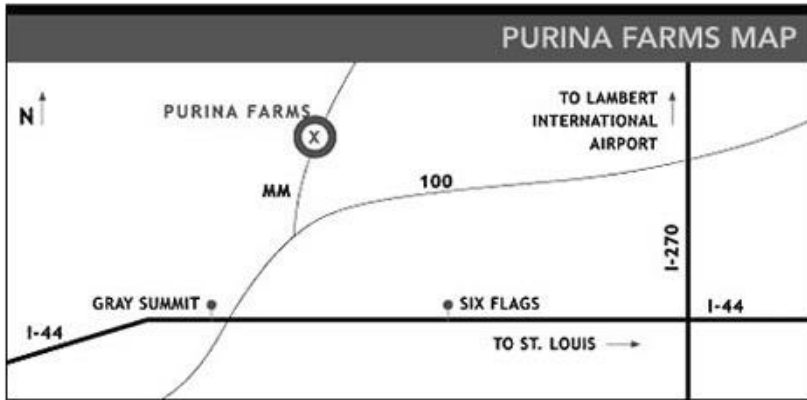 PURINA FARMS MAP
N
PURINA FARMS
X
TO LAMBERT
INTERNATIONAL
AIRPORT
MM
100
I-270
GRAY SUMMIT
SIX FLAGS
I-44
I-44
TO ST. LOUIS